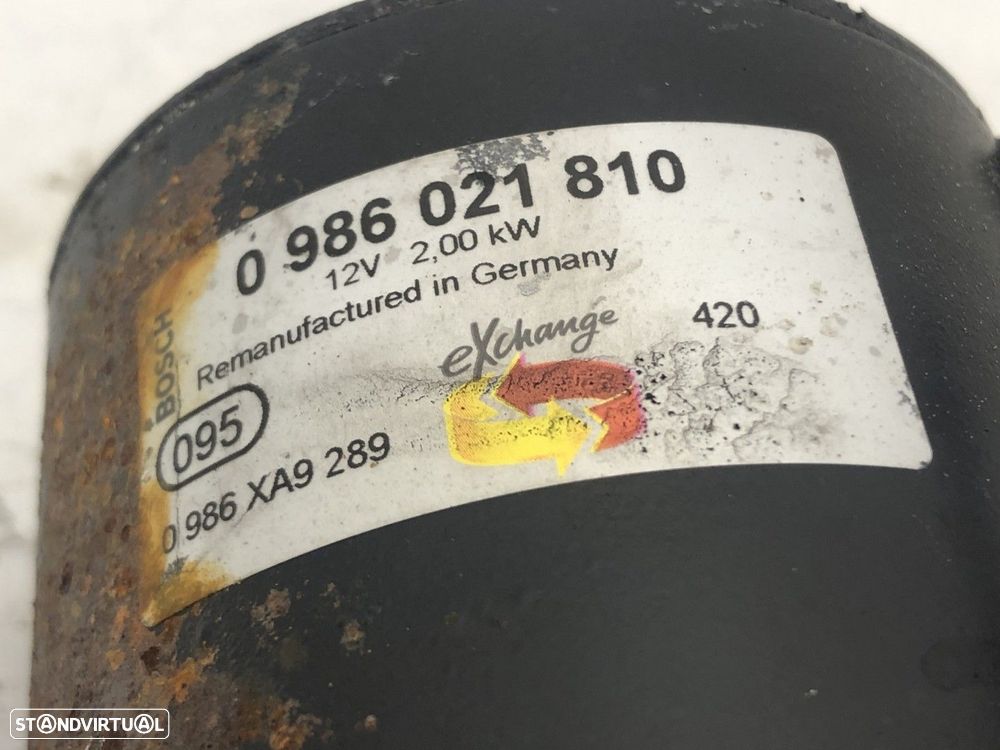 0 986 021 810
12V 2,00 kW
Remanufactured in Germany
BOSCH
eXchange
420
095
0 986 XA9 289
STANDVIRTUAL